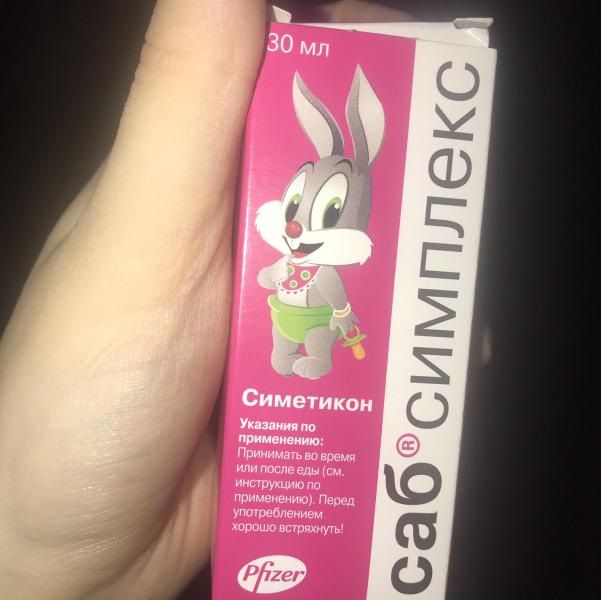 30 мл
Симетикон
Указания по
применению:
Принимать во время
или после еды (см.
инструкцию по
применению). Перед
употреблением
хорошо встряхнуть!
Pfizer
саб® симплекс